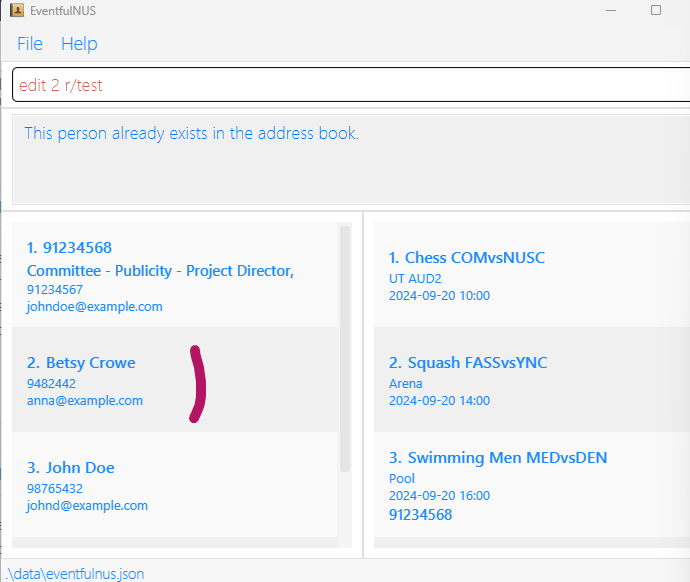 EventfulNUS
File Help
edit 2 r/test
This person already exists in the address book.
1. 91234568
Committee - Publicity - Project Director,
91234567
johndoe@example.com
2. Betsy Crowe
9482442
anna@example.com
3. John Doe
98765432
johnd@example.com
1. Chess COMvsNUSC
UT AUD2
2024-09-20 10:00
2. Squash FASSvsYNC
Arena
2024-09-20 14:00
3. Swimming Men MEDvsDEN
Pool
2024-09-20 16:00
91234568
.\data\eventfulnus.json